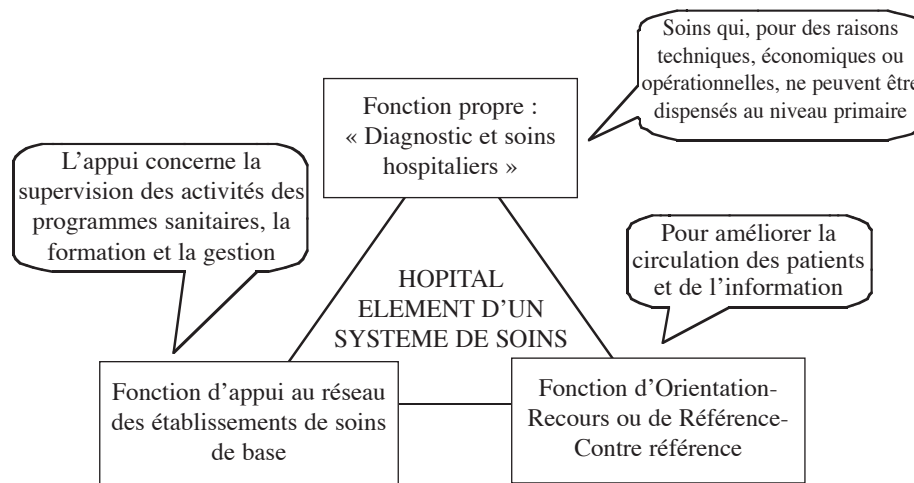 Soins qui, pour des raisons
techniques, économiques ou
opérationnelles, ne peuvent être
dispensés au niveau primaire
Fonction propre :
« Diagnostic et soins
hospitaliers »
L'appui concerne la
supervision des activités des
programmes sanitaires, la
formation et la gestion
Pour améliorer la
circulation des patients
et de l'information
HOPITAL
ELEMENT D'UN
SYSTEME DE SOINS
Fonction d'appui au réseau
des établissements de soins
de base
Fonction d'Orientation-
Recours ou de Référence-
Contre référence